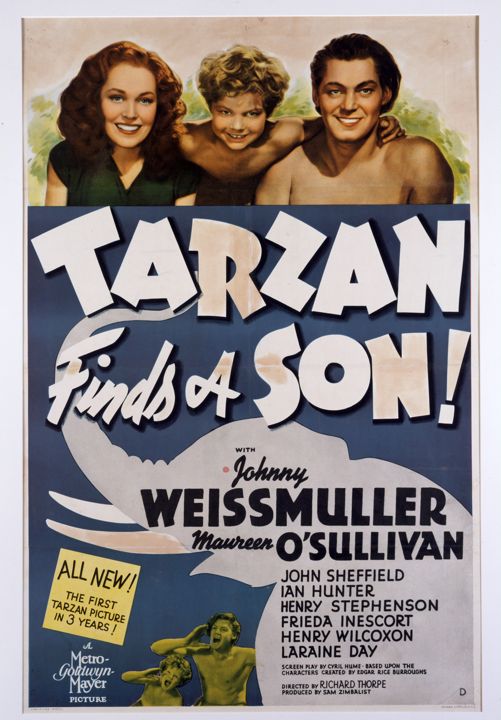 TARZAN
Finds A SON!
WITH
Johnny
WEISSMULLER
Maureen O'SULLIVAN
JOHN SHEFFIELD
IAN HUNTER
HENRY STEPHENSON
FRIEDA INESCORT
HENRY WILCOXON
LARAINE DAY
SCREEN PLAY BY CYRIL HUME · BASED UPON THE
CHARACTERS CREATED BY EDGAR RICE BURROUGHS
DIRECTED BY RICHARD THORPE
PRODUCED BY SAM ZIMBALIST
ALL NEW!
THE FIRST
TARZAN PICTURE
IN 3 YEARS!
A
Metro-
Goldwyn-
Mayer
PICTURE
D